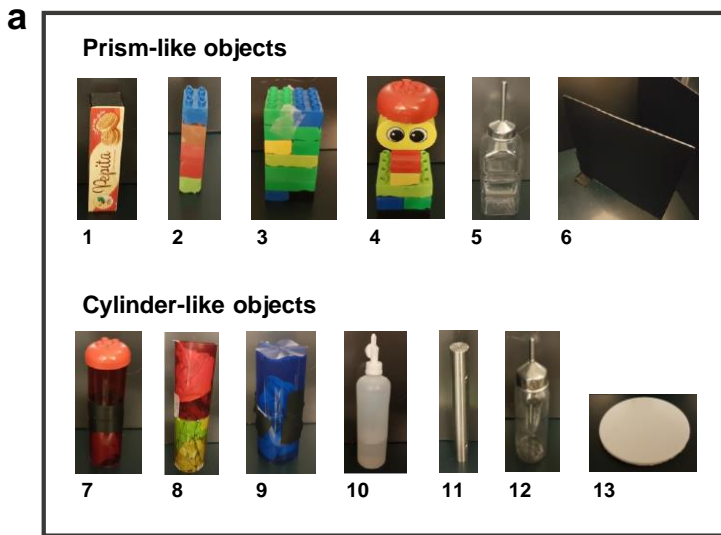 a
Prism-like objects
Pepita
1 2 3 4 5 6
Cylinder-like objects
7 8 9 10 11 12 13